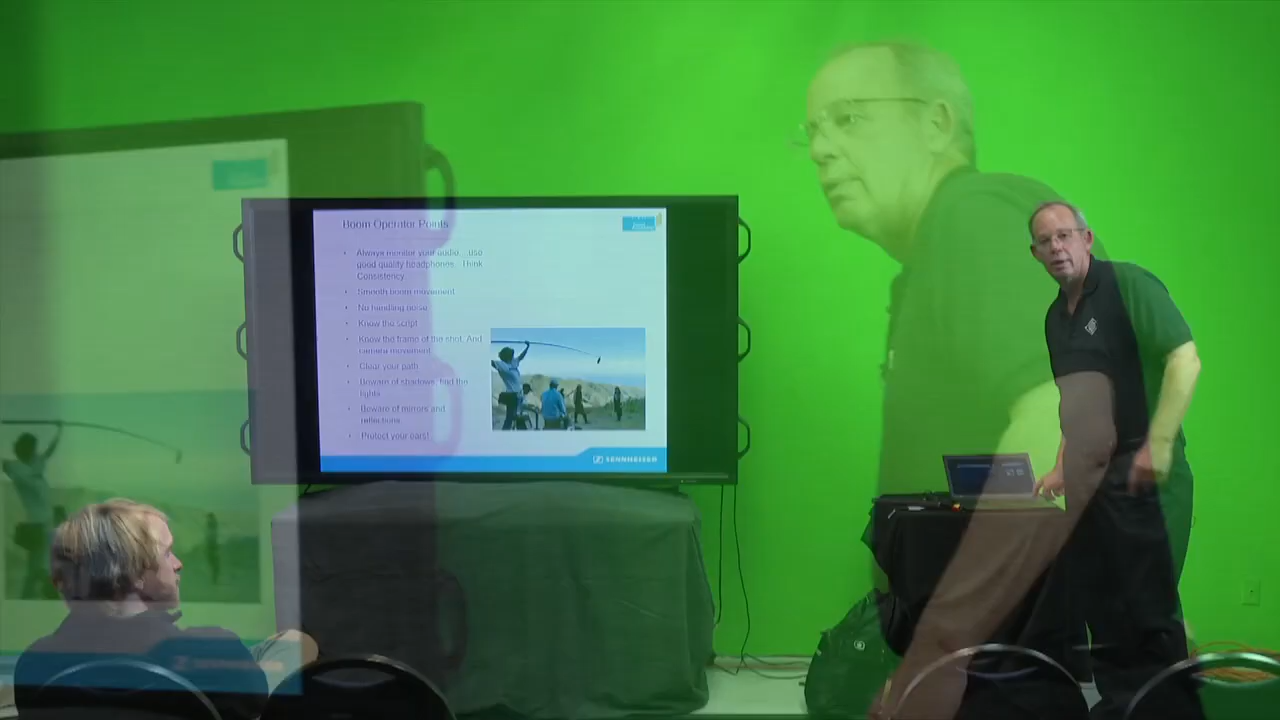 Boom Operator Points
Always monitor your audio... use
good quality headphones. Think
Consistency
Smooth boom movement
No handling noise
Know the script
Know the frame of the shot. And
camera movement
Clear your path
Beware of shadows, find the
lights
Beware of mirrors and
reflections
Protect your ears!
SENNHEISER